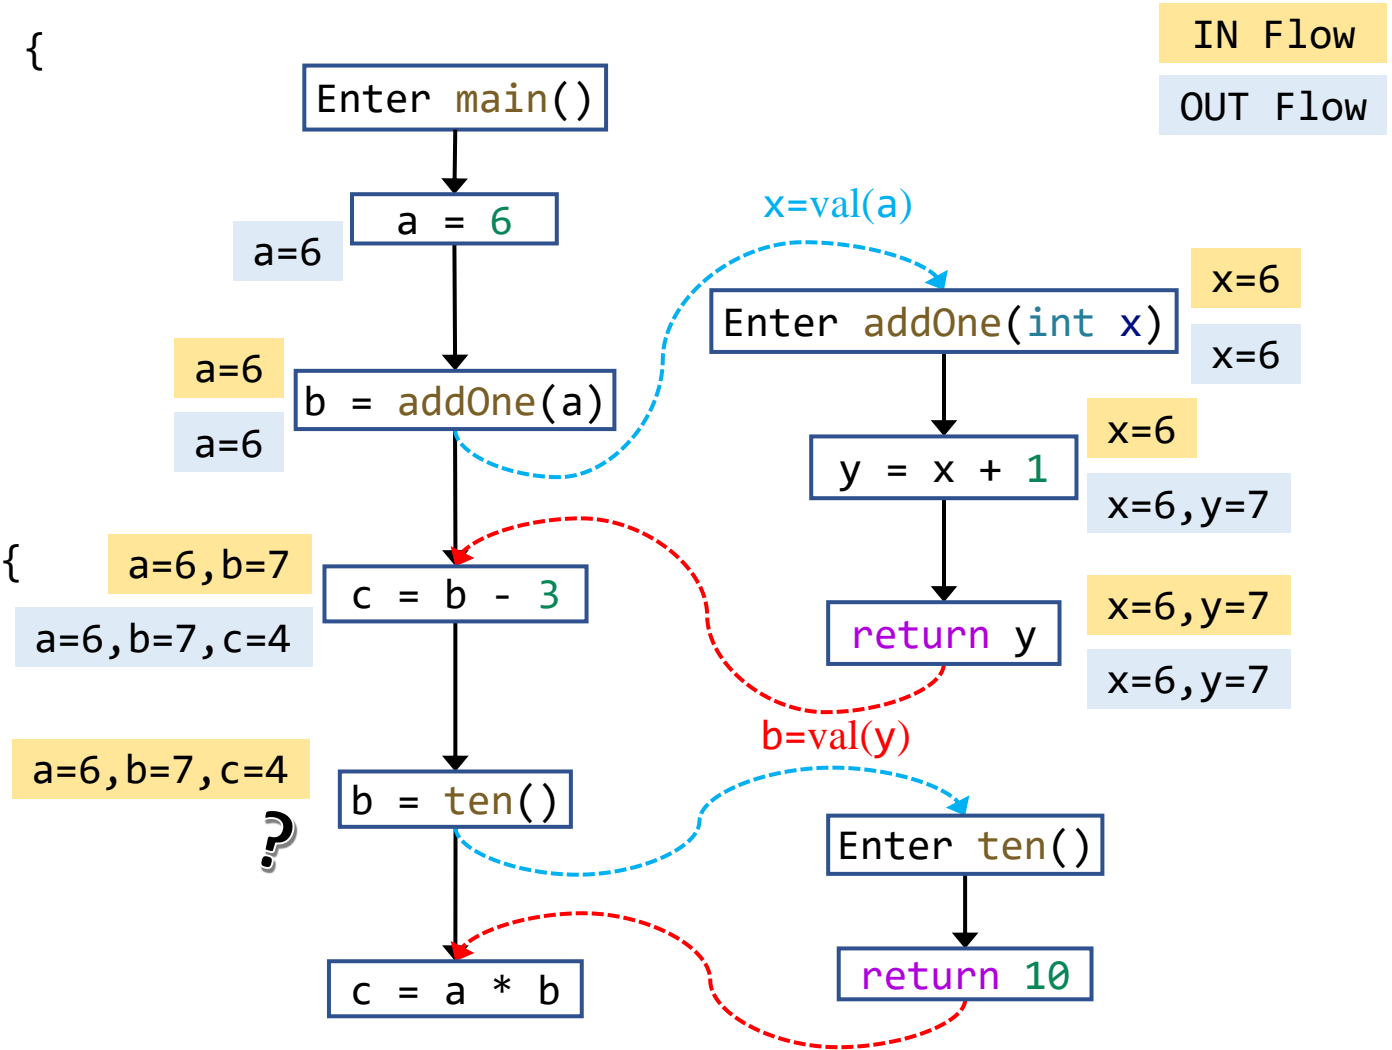 IN Flow
OUT Flow
{
Enter main()
a = 6
a=6
x=val(a)
a=6
b = addOne(a)
a=6
Enter addOne(int x)
x=6
x=6
y = x + 1
x=6
x=6,y=7
{
a=6,b=7
c = b - 3
a=6,b=7,c=4
return y
x=6,y=7
x=6,y=7
b=val(y)
a=6,b=7,c=4
b = ten()
?
Enter ten()
return 10
c = a * b